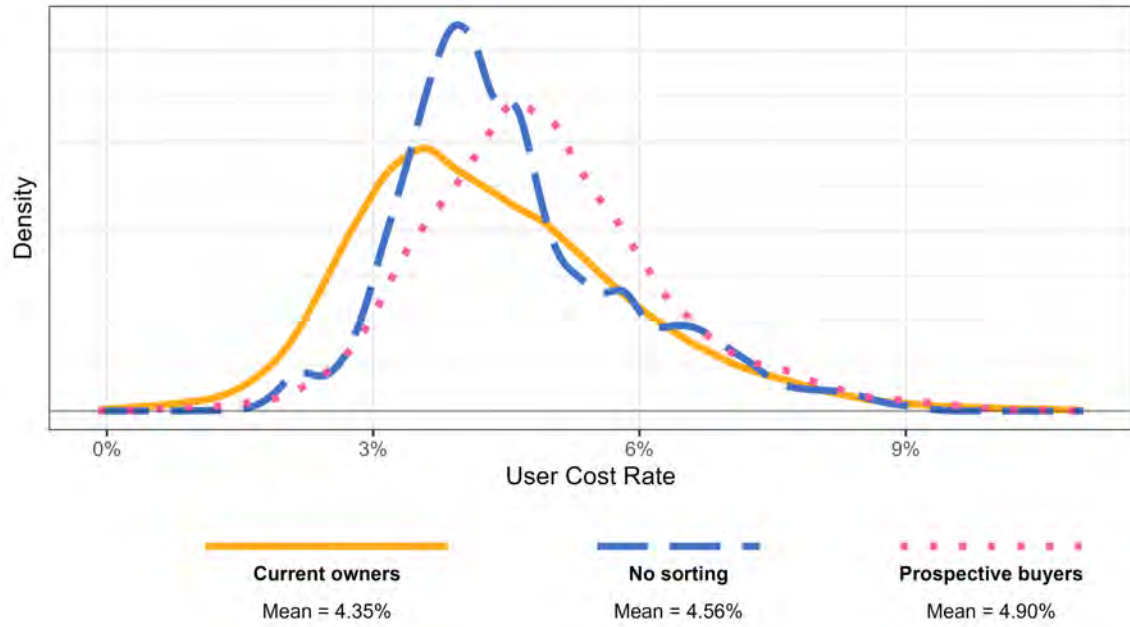 Density
0%
3%
6%
9%
User Cost Rate
Current owners
No sorting
Prospective buyers
Mean = 4.35%
Mean = 4.56%
Mean = 4.90%